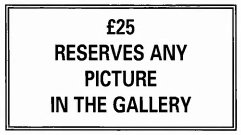 £25
RESERVES ANY
PICTURE
IN THE GALLERY